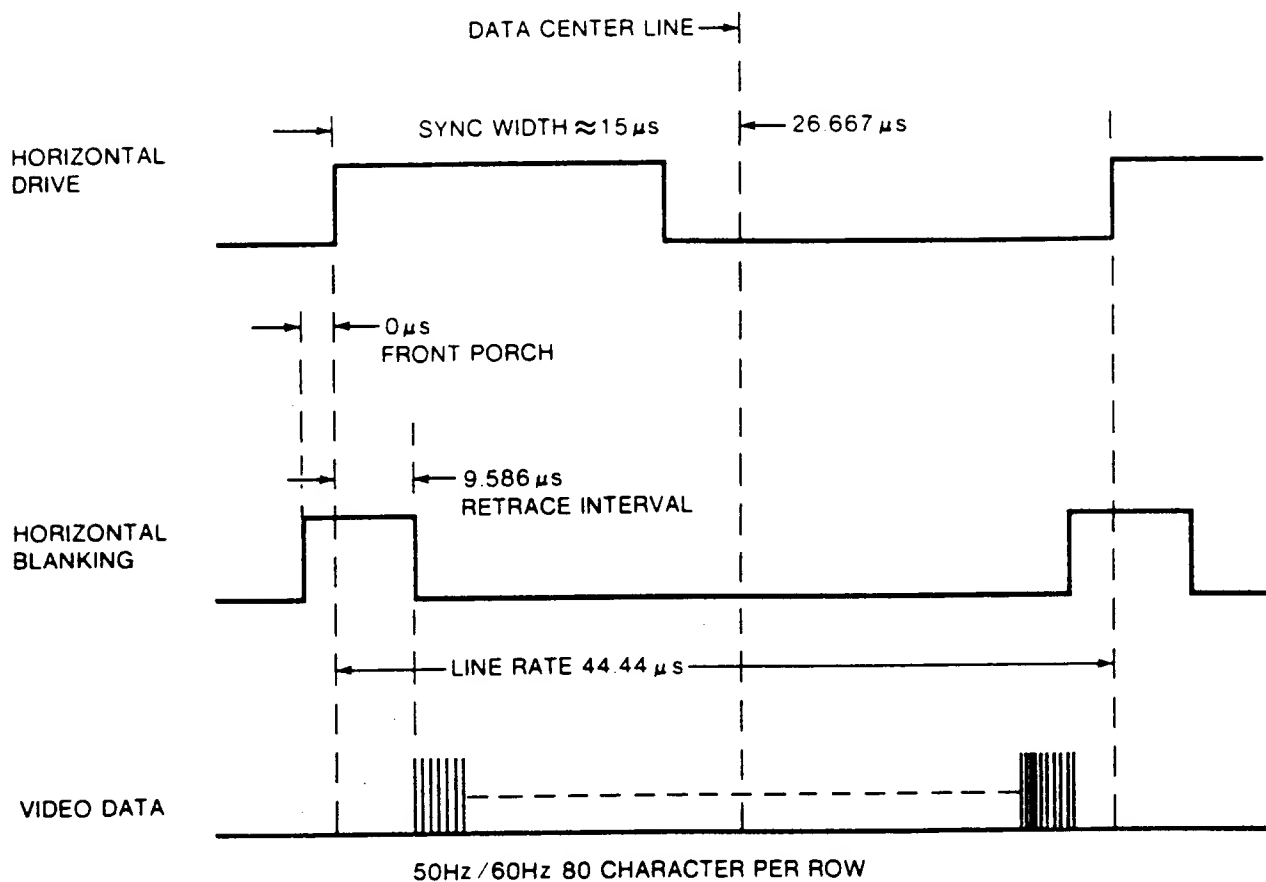 DATA CENTER LINE
SYNC WIDTH ≈ 15 μs
26.667 μs
HORIZONTAL
DRIVE
0 μs
FRONT PORCH
9.586 μs
RETRACE INTERVAL
HORIZONTAL
BLANKING
LINE RATE 44.44 μs
VIDEO DATA
50Hz/60Hz 80 CHARACTER PER ROW